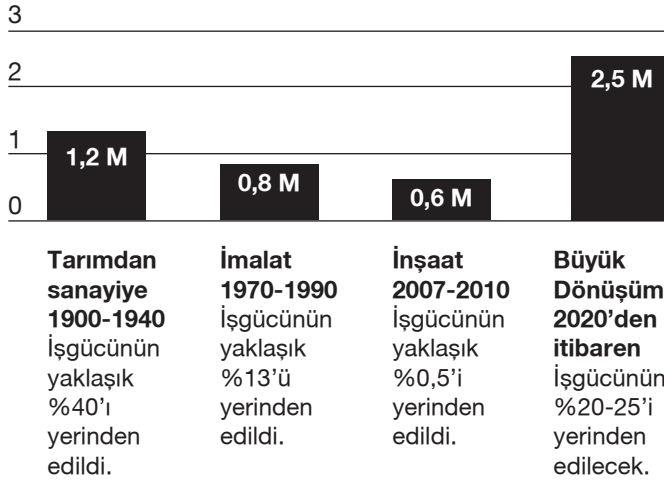 3
2
1
0
1,2 M
0,8 M
0,6 M
2,5 M
Tarımdan
sanayiye
1900-1940
İşgücünün
yaklaşık
%40’ı
yerinden
edildi.
İmalat
1970-1990
İşgücünün
yaklaşık
%13’ü
yerinden
edildi.
İnşaat
2007-2010
İşgücünün
yaklaşık
%0,5’i
yerinden
edildi.
Büyük
Dönüşüm
2020’den
itibaren
İşgücünün
%20-25’i
yerinden
edilecek.